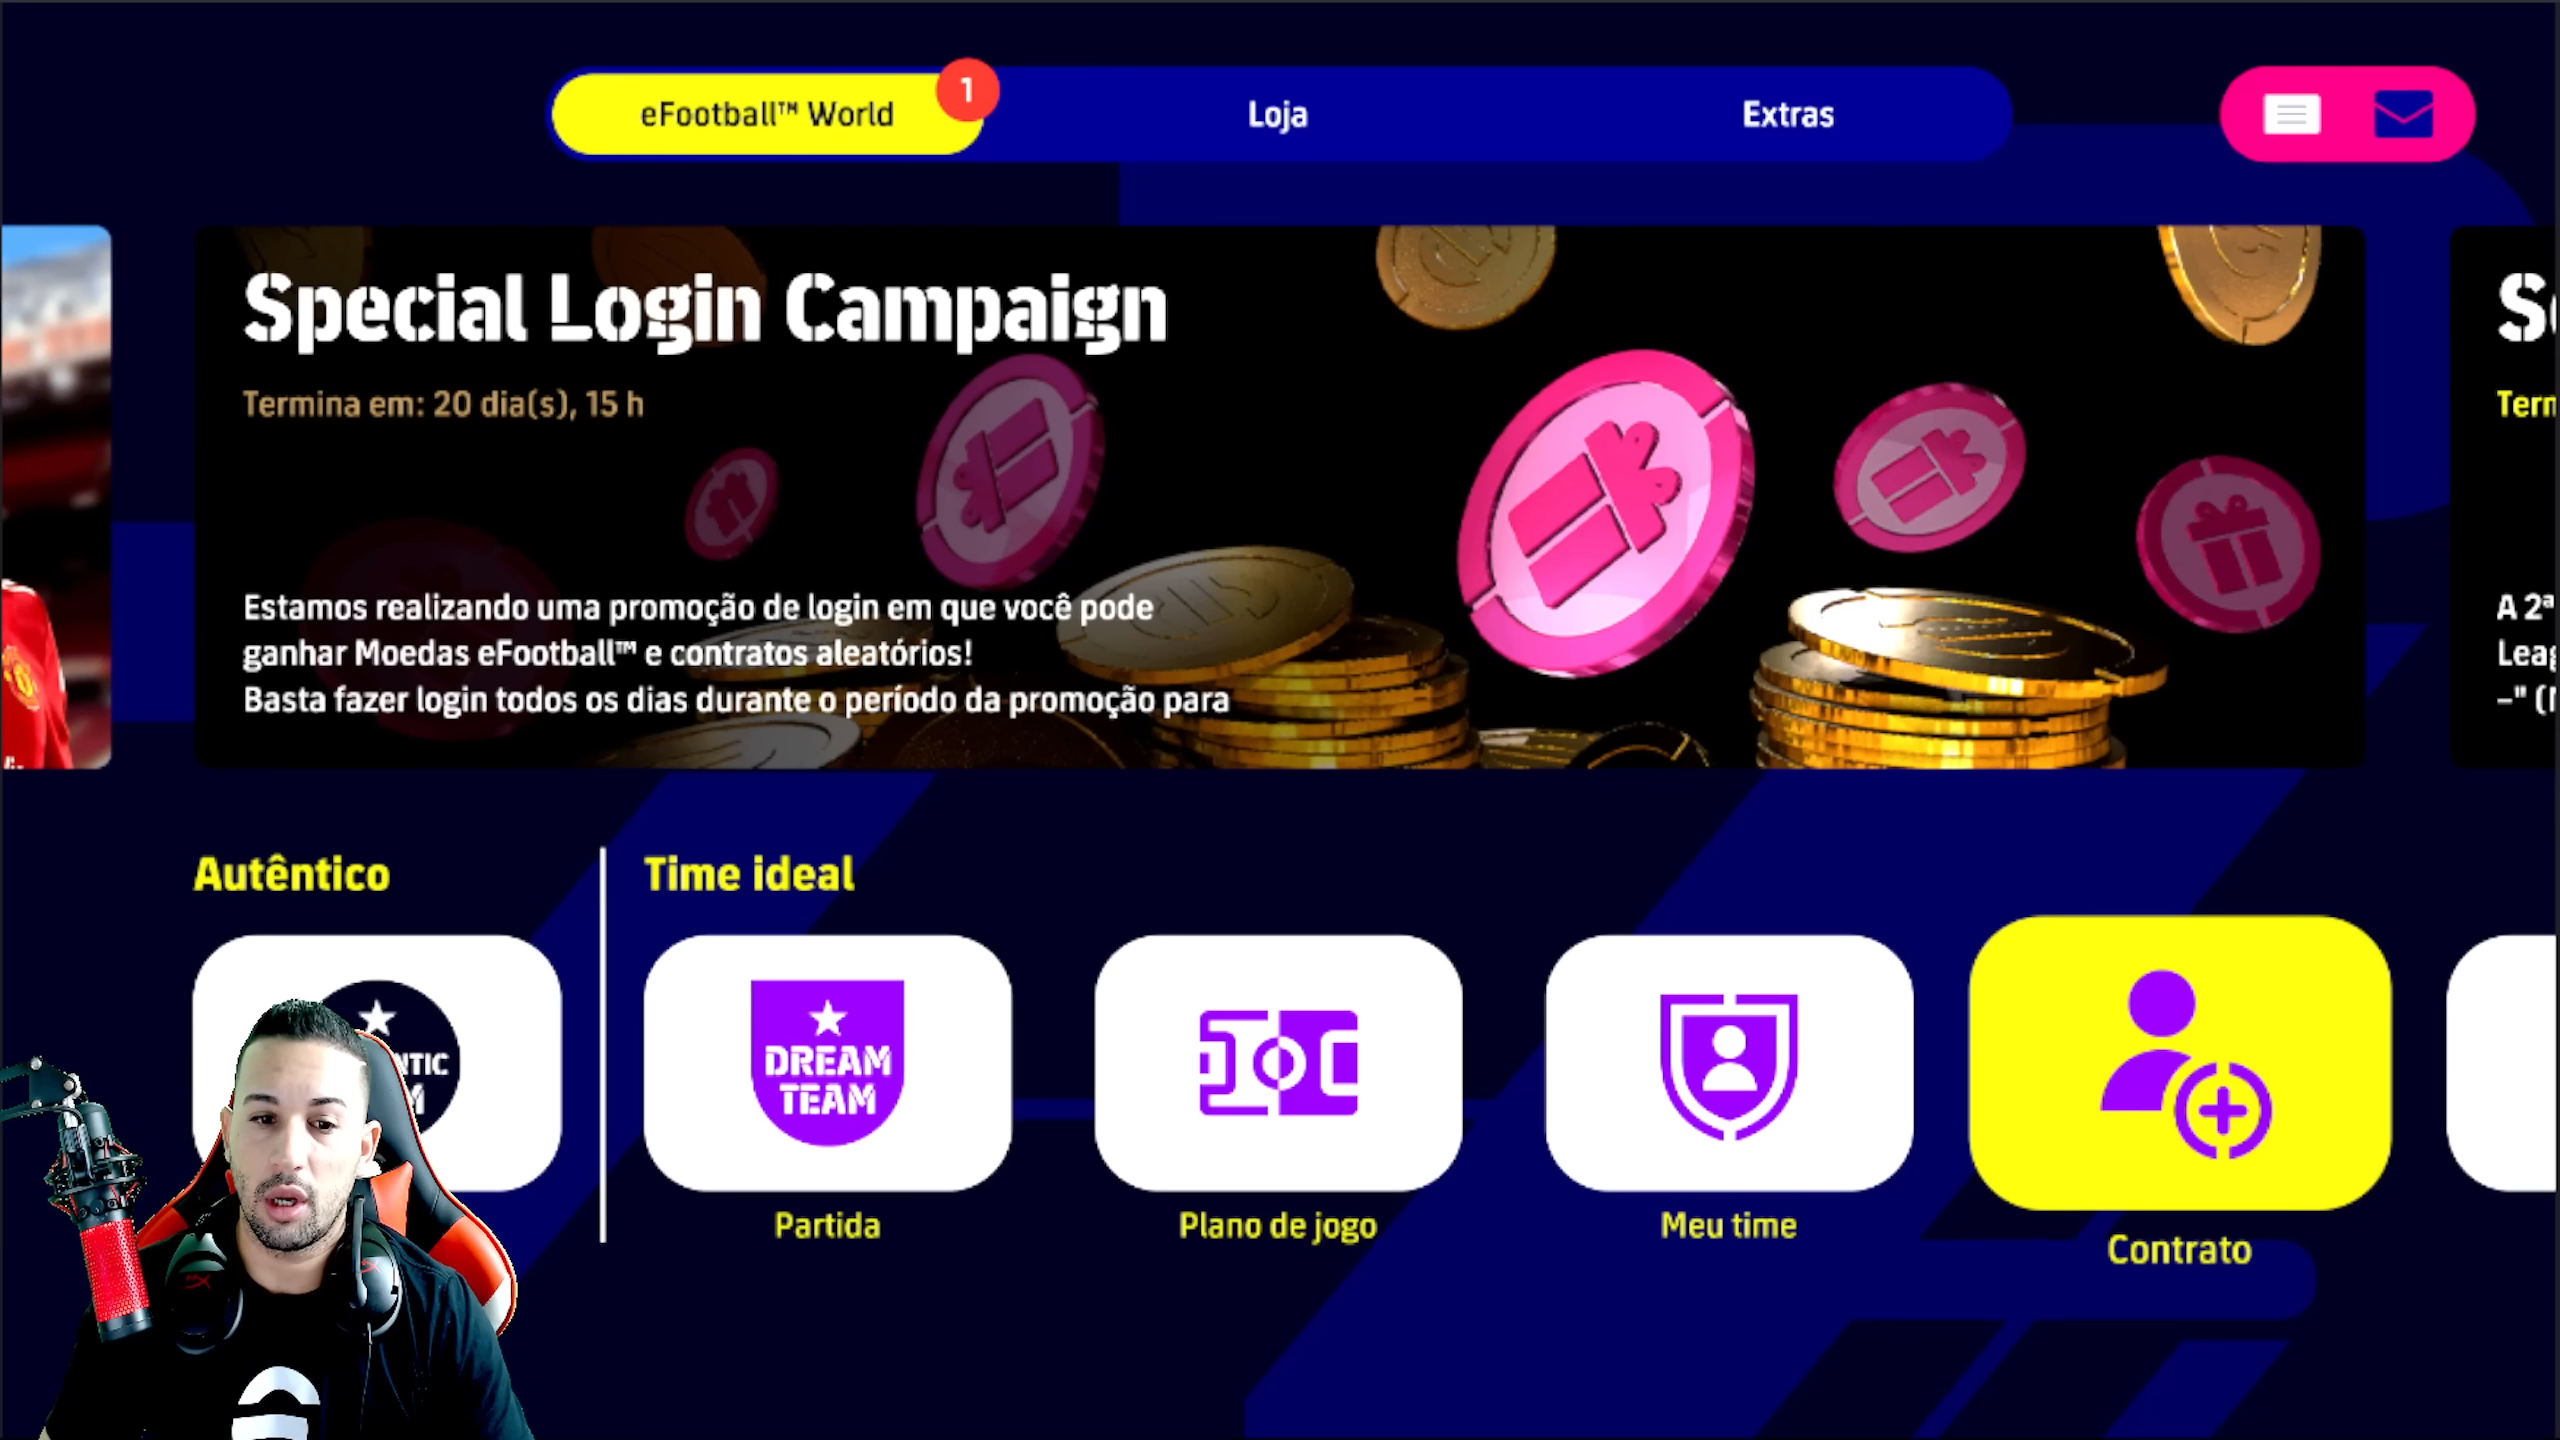 eFootball™ World
1
Loja
Extras
Special Login Campaign
Termina em: 20 dia(s), 15 h
Estamos realizando uma promoção de login em que você pode
ganhar Moedas eFootball™ e contratos aleatórios!
Basta fazer login todos os dias durante o período da promoção para
A 2ª
–"
Autêntico
Time ideal
DREAM
TEAM
Partida
Plano de jogo
Meu time
Contrato